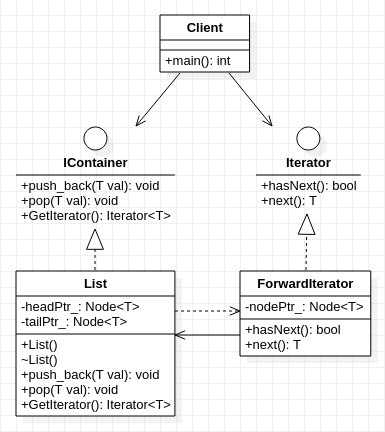 Client
+main(): int
IContainer
+push_back(T val): void
+pop(T val): void
+GetIterator(): Iterator<T>
Iterator
+hasNext(): bool
+next(): T
List
-headPtr_: Node<T>
-tailPtr_: Node<T>
+List()
~List()
+push_back(T val): void
+pop(T val): void
+GetIterator(): Iterator<T>
ForwardIterator
-nodePtr_: Node<T>
+hasNext(): bool
+next(): T